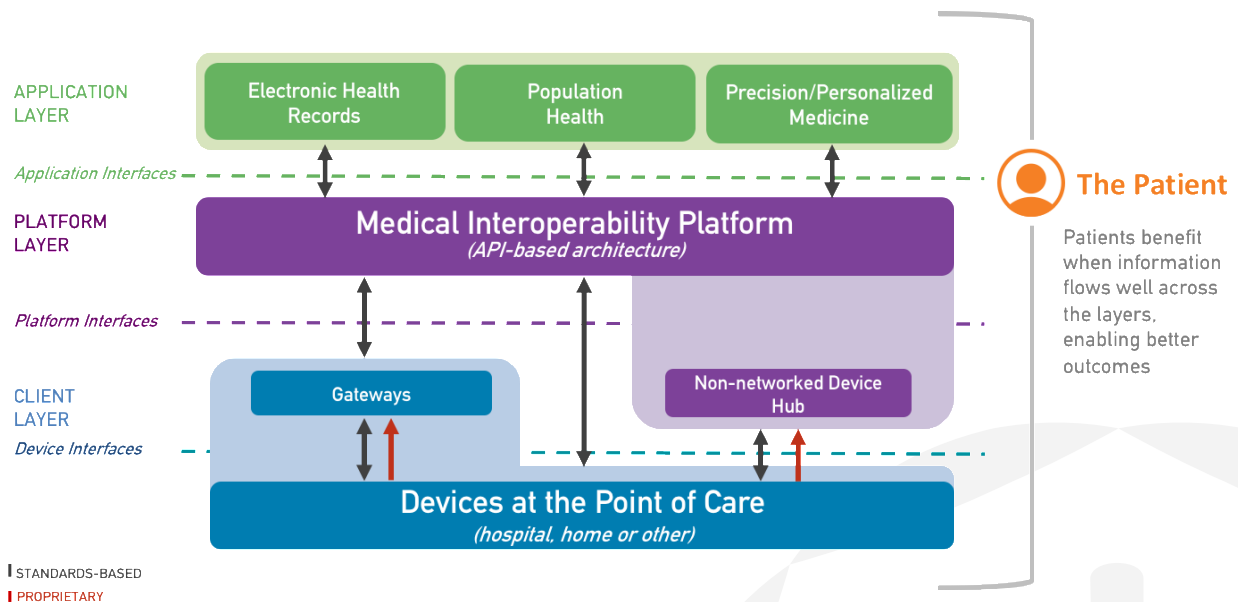 APPLICATION
LAYER
Electronic Health
Records
Population
Health
Precision/Personalized
Medicine
Application Interfaces
The Patient
PLATFORM
LAYER
Medical Interoperability Platform
(API-based architecture)
Patients benefit
when information
flows well across
the layers,
enabling better
outcomes
Platform Interfaces
CLIENT
LAYER
Gateways
Non-networked Device
Hub
Device Interfaces
Devices at the Point of Care
(hospital, home or other)
STANDARDS-BASED
PROPRIETARY